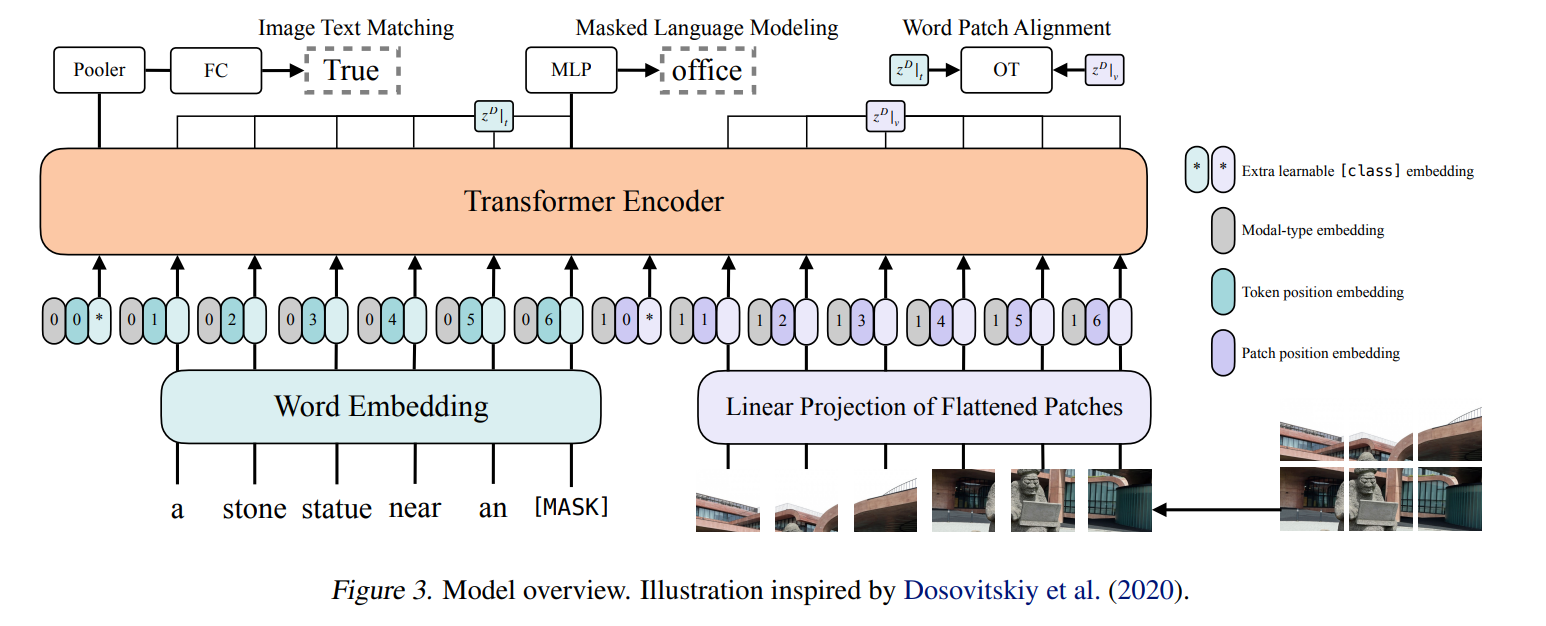 Image Text Matching
Masked Language Modeling
Word Patch Alignment
Pooler
FC
True
MLP
office
z^D|_t
OT
z^D|_v
z^D|_t
z^D|_v
Transformer Encoder
* * Extra learnable [class] embedding
Modal-type embedding
Token position embedding
Patch position embedding
0 0 * 0 1 0 2 0 3 0 4 0 5 0 6 1 0 * 1 1 1 2 1 3 1 4 1 5 1 6
Word Embedding
Linear Projection of Flattened Patches
a stone statue near an [MASK]
Figure 3. Model overview. Illustration inspired by Dosovitskiy et al. (2020).